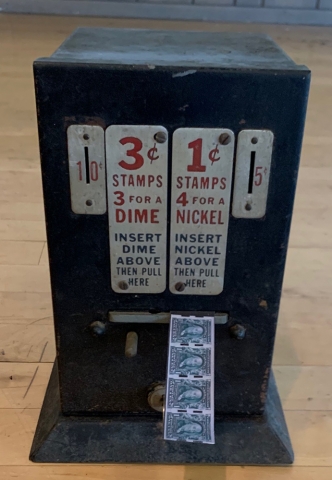 10¢
3¢
STAMPS
3 FOR A
DIME
INSERT
DIME
ABOVE
THEN PULL
HERE
1¢
STAMPS
4 FOR A
NICKEL
INSERT
NICKEL
ABOVE
THEN PULL
HERE
5¢